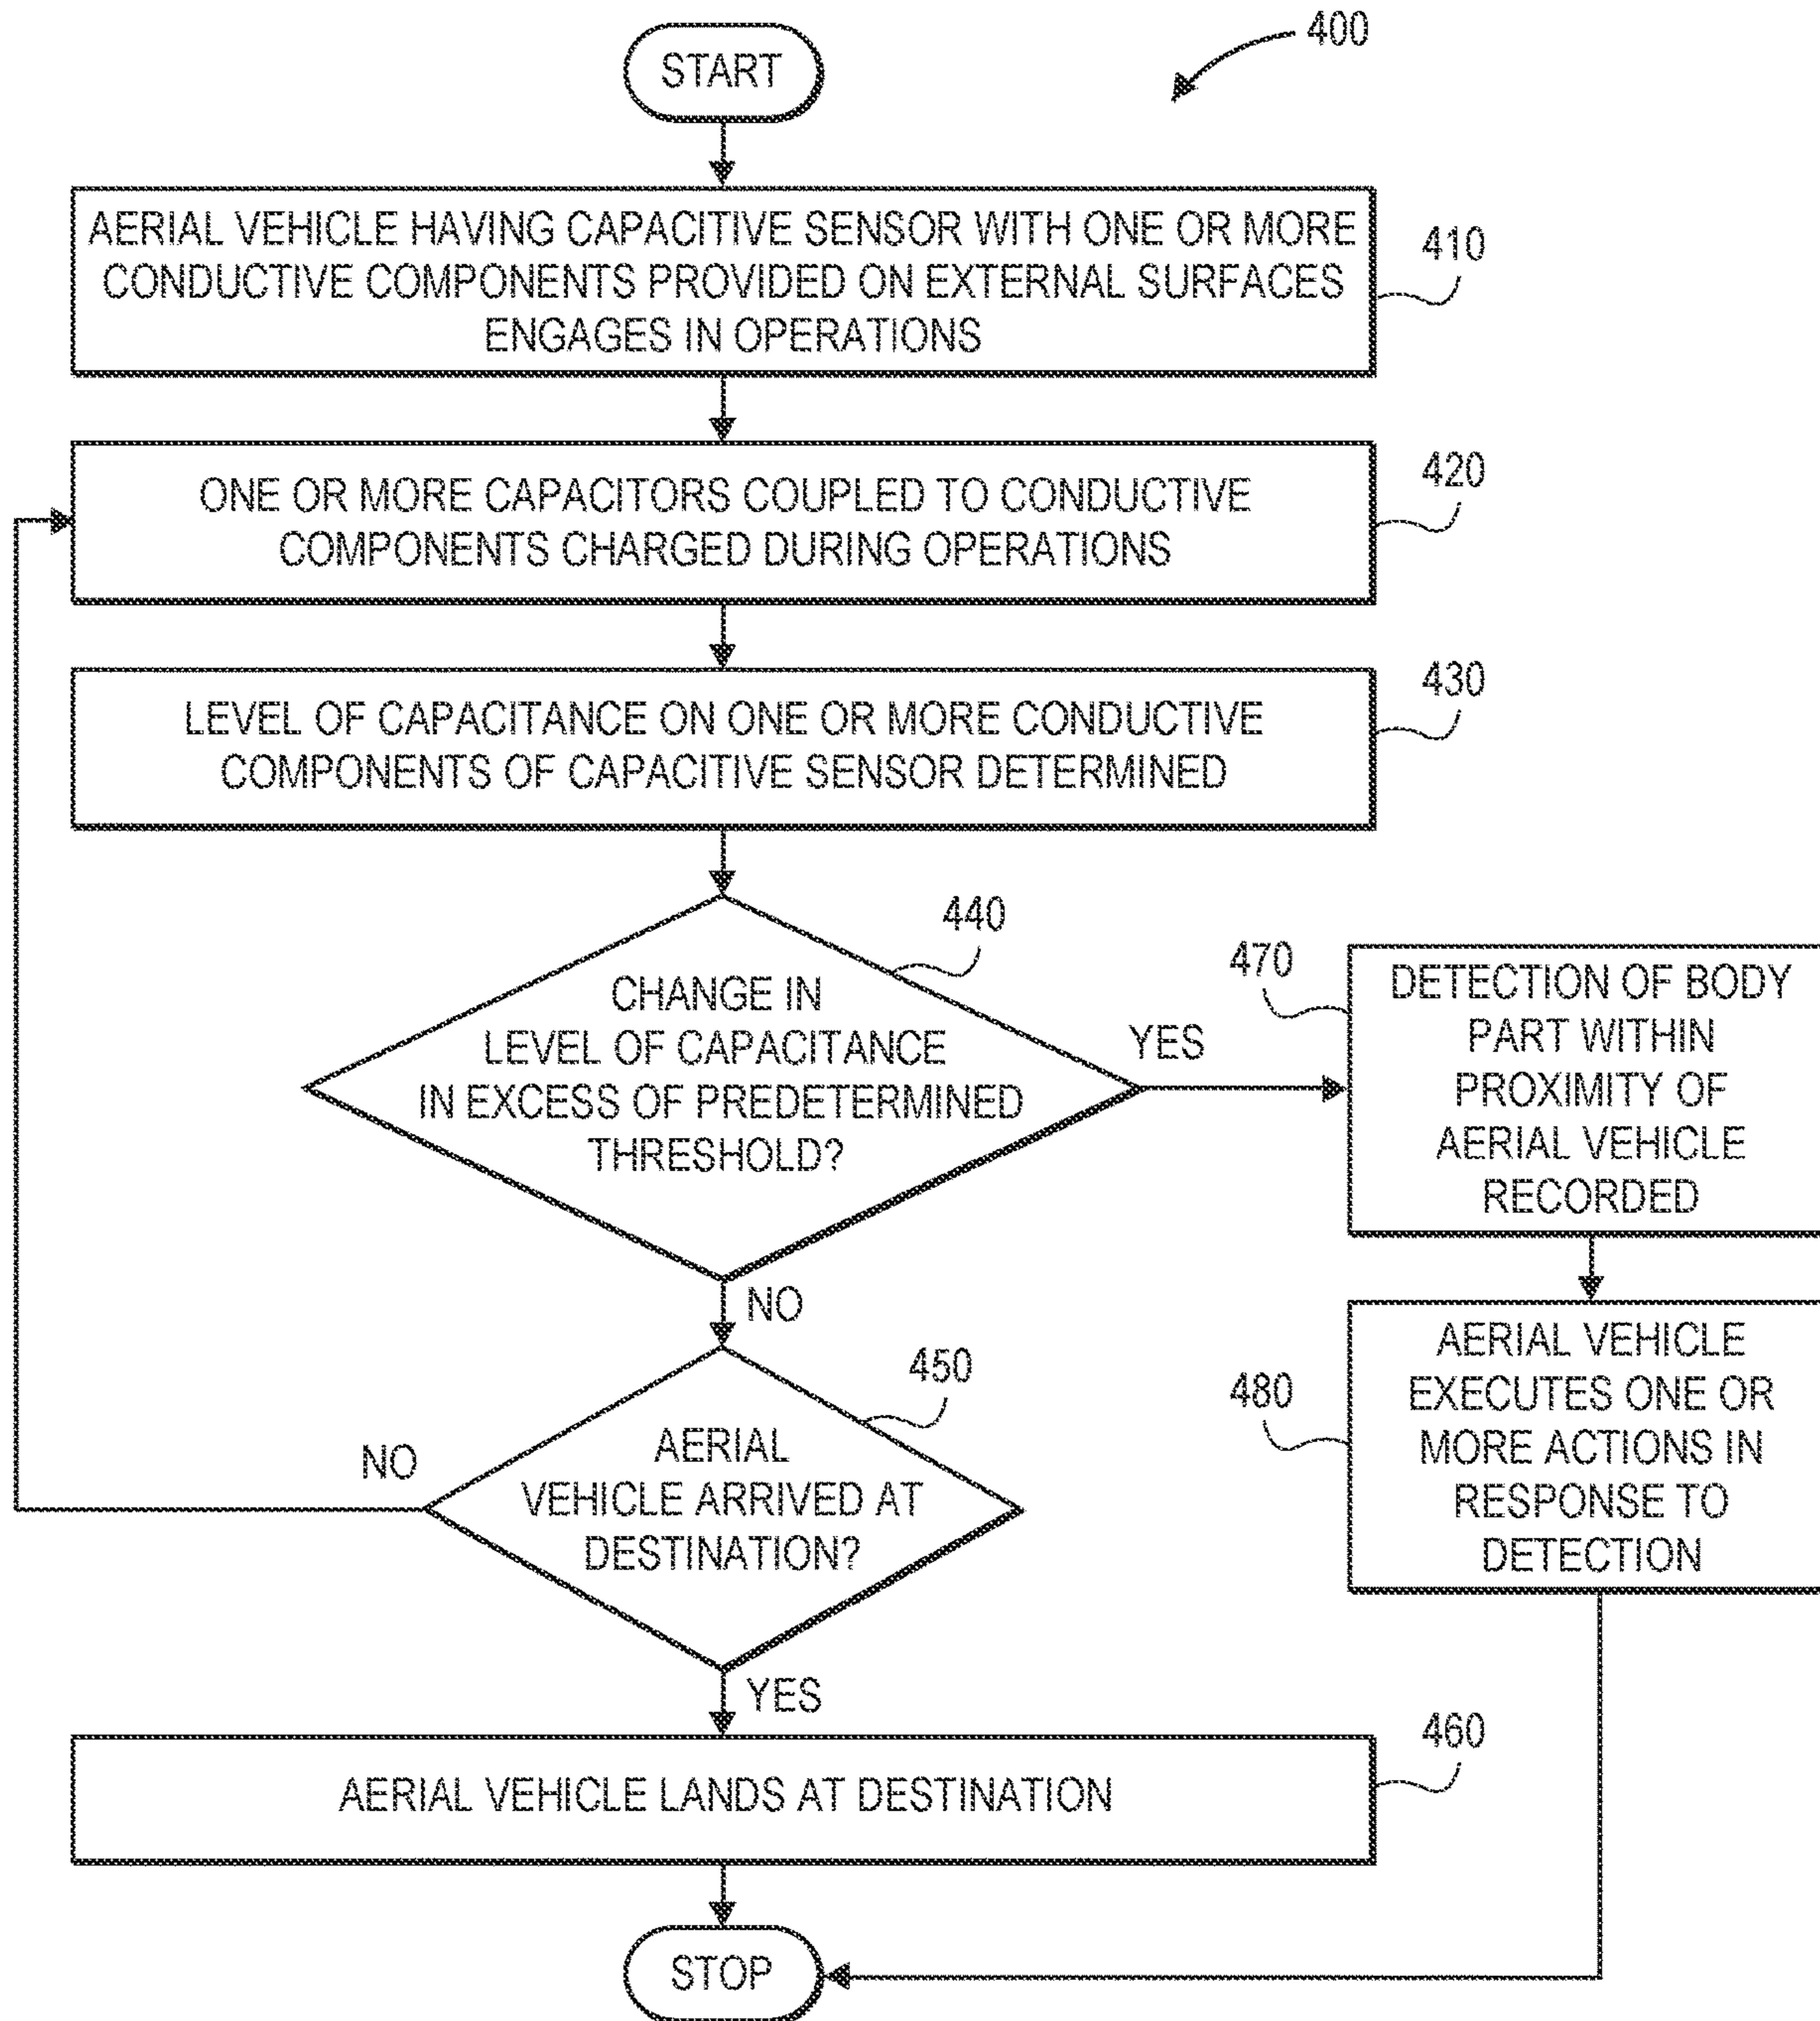 400
START
AERIAL VEHICLE HAVING CAPACITIVE SENSOR WITH ONE OR MORE
CONDUCTIVE COMPONENTS PROVIDED ON EXTERNAL SURFACES
ENGAGES IN OPERATIONS
410
ONE OR MORE CAPACITORS COUPLED TO CONDUCTIVE
COMPONENTS CHARGED DURING OPERATIONS
420
LEVEL OF CAPACITANCE ON ONE OR MORE CONDUCTIVE
COMPONENTS OF CAPACITIVE SENSOR DETERMINED
430
440
CHANGE IN
LEVEL OF CAPACITANCE
IN EXCESS OF PREDETERMINED
THRESHOLD?
YES
NO
470
DETECTION OF BODY
PART WITHIN
PROXIMITY OF
AERIAL VEHICLE
RECORDED
480
AERIAL VEHICLE
EXECUTES ONE OR
MORE ACTIONS IN
RESPONSE TO
DETECTION
450
AERIAL
VEHICLE ARRIVED AT
DESTINATION?
NO
YES
460
AERIAL VEHICLE LANDS AT DESTINATION
STOP